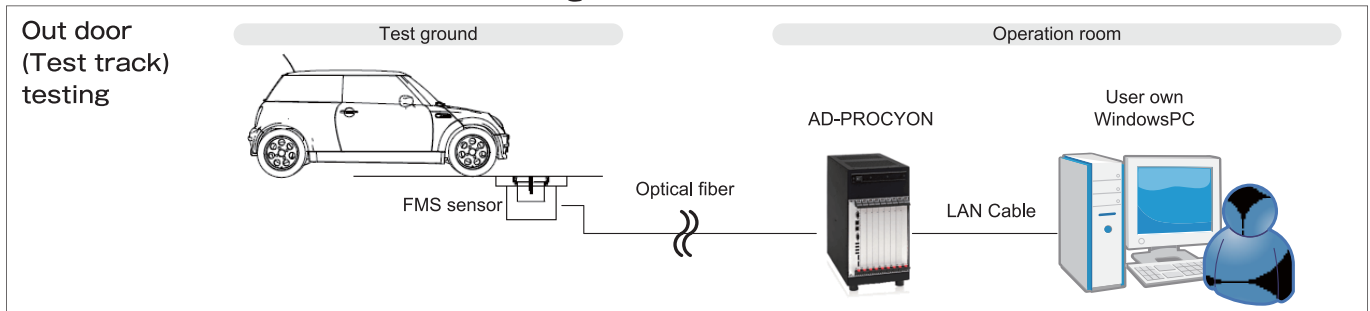 Out door
(Test track)
testing
Test ground
Operation room
FMS sensor
Optical fiber
AD-PROCYON
LAN Cable
User own
WindowsPC